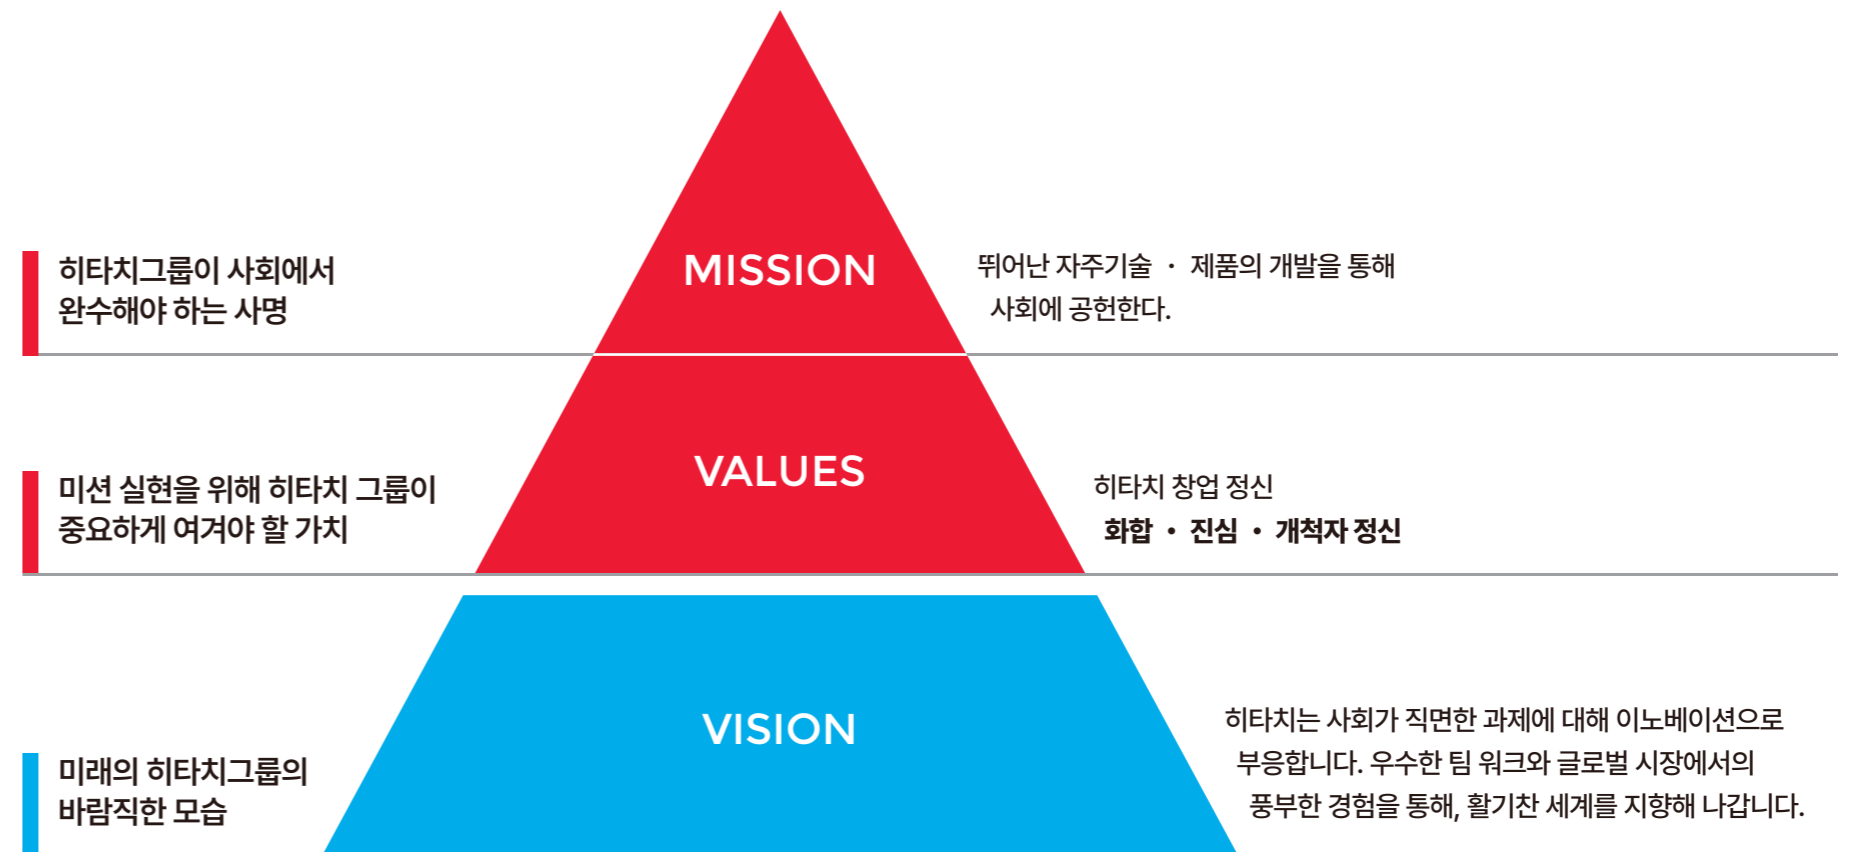 히타치그룹이 사회에서
완수해야 하는 사명
MISSION
뛰어난 자주기술 · 제품의 개발을 통해
사회에 공헌한다.
미션 실현을 위해 히타치 그룹이
중요하게 여겨야 할 가치
VALUES
히타치 창업 정신
화합 · 진심 · 개척자 정신
미래의 히타치그룹의
바람직한 모습
VISION
히타치는 사회가 직면한 과제에 대해 이노베이션으로
부응합니다. 우수한 팀 워크와 글로벌 시장에서의
풍부한 경험을 통해, 활기찬 세계를 지향해 나갑니다.